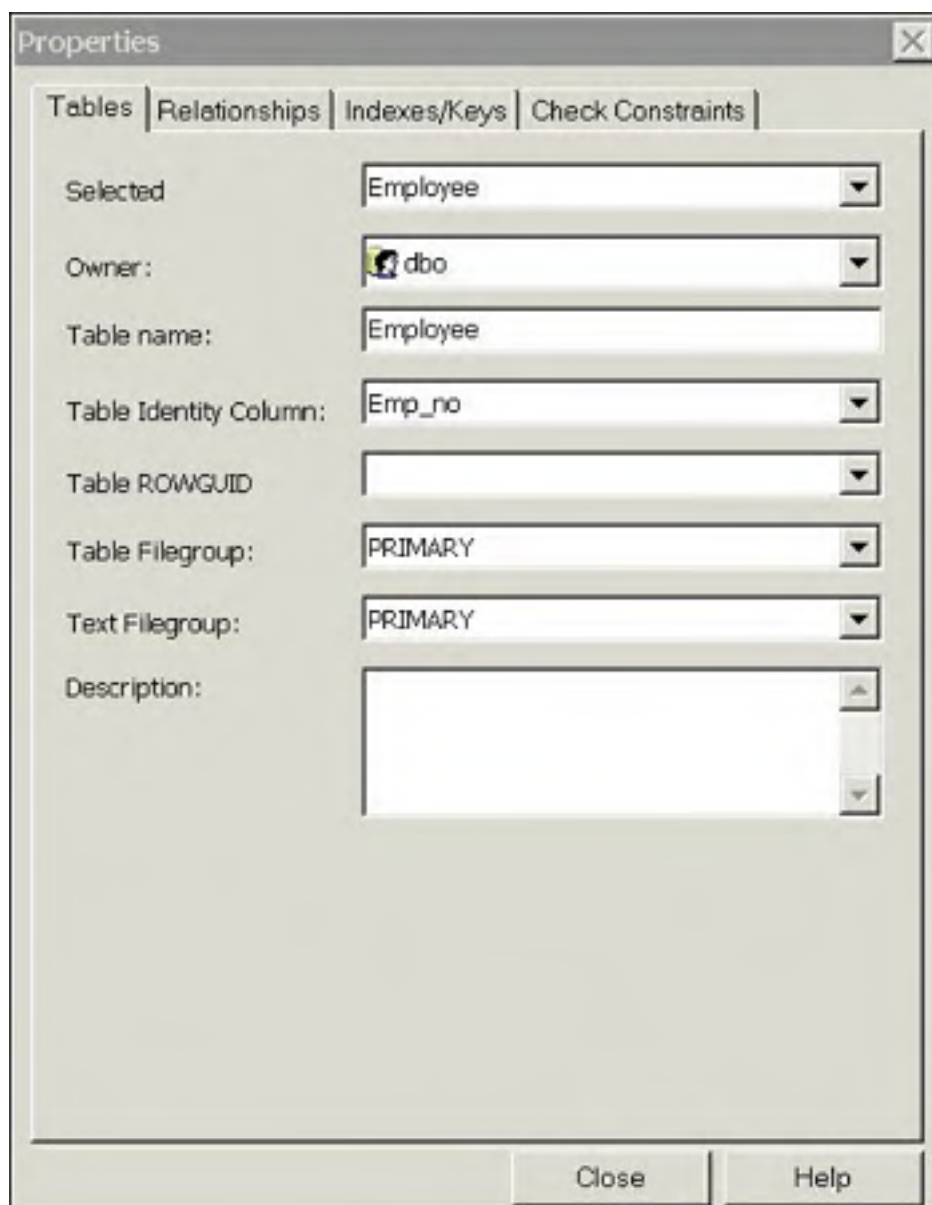 Properties
Tables Relationships Indexes/Keys Check Constraints
Selected Employee
Owner: dbo
Table name: Employee
Table Identity Column: Emp_no
Table ROWGUID
Table Filegroup: PRIMARY
Text Filegroup: PRIMARY
Description:
Close Help